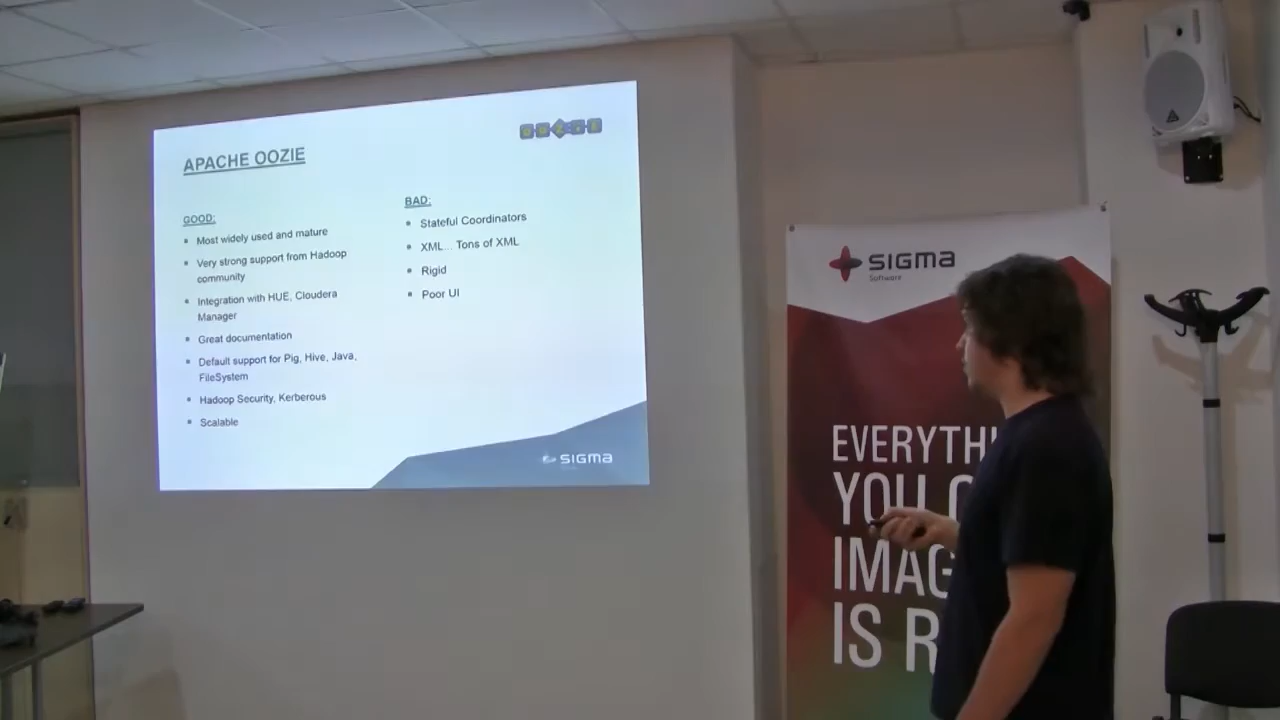 OOZIE
APACHE OOZIE
GOOD:
Most widely used and mature
Very strong support from Hadoop
community
Integration with HUE, Cloudera
Manager
Great documentation
Default support for Pig, Hive, Java,
FileSystem
Hadoop Security, Kerberous
Scalable
BAD:
Stateful Coordinators
XML... Tons of XML
Rigid
Poor UI
SIGMA
SIGMA
Software
EVERYTHI
YOU C
IMAG
IS R